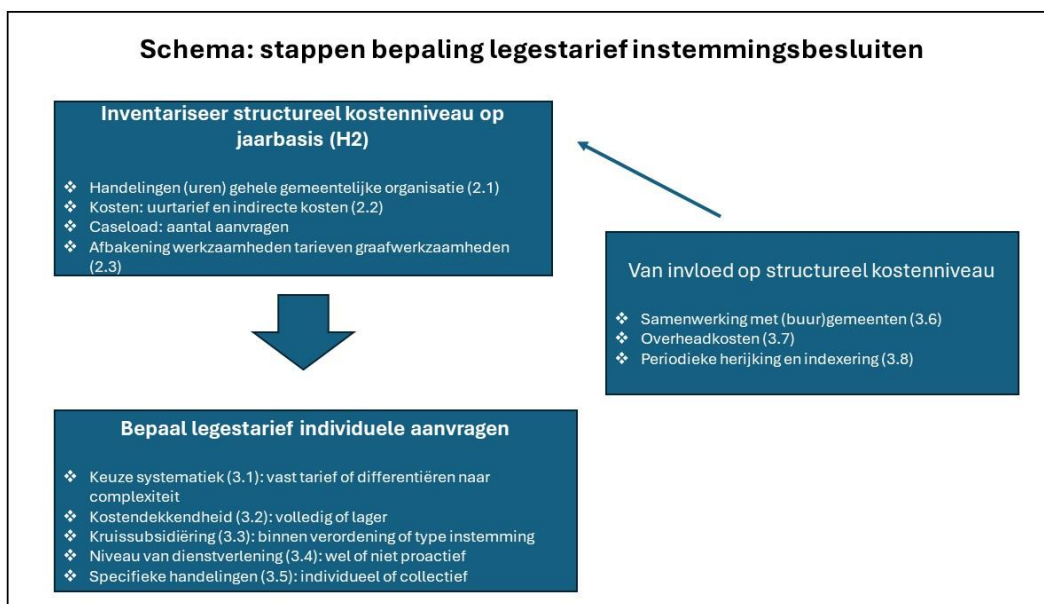 Schema: stappen bepaling legestarief instemmingsbesluiten
Inventariseer structureel kostenniveau op
jaarbasis (H2)
❖ Handelingen (uren) gehele gemeentelijke organisatie (2.1)
❖ Kosten: uurtarief en indirecte kosten (2.2)
❖ Caseload: aantal aanvragen
❖ Afbakening werkzaamheden tarieven graafwerkzaamheden
(2.3)
Van invloed op structureel kostenniveau
❖ Samenwerking met (buur)gemeenten (3.6)
❖ Overheadkosten (3.7)
❖ Periodieke herijking en indexering (3.8)
Bepaal legestarief individuele aanvragen
❖ Keuze systematiek (3.1): vast tarief of differentiëren naar
complexiteit
❖ Kostendekkendheid (3.2): volledig of lager
❖ Kruissubsidiëring (3.3): binnen verordening of type instemming
❖ Niveau van dienstverlening (3.4): wel of niet proactief
❖ Specifieke handelingen (3.5): individueel of collectief